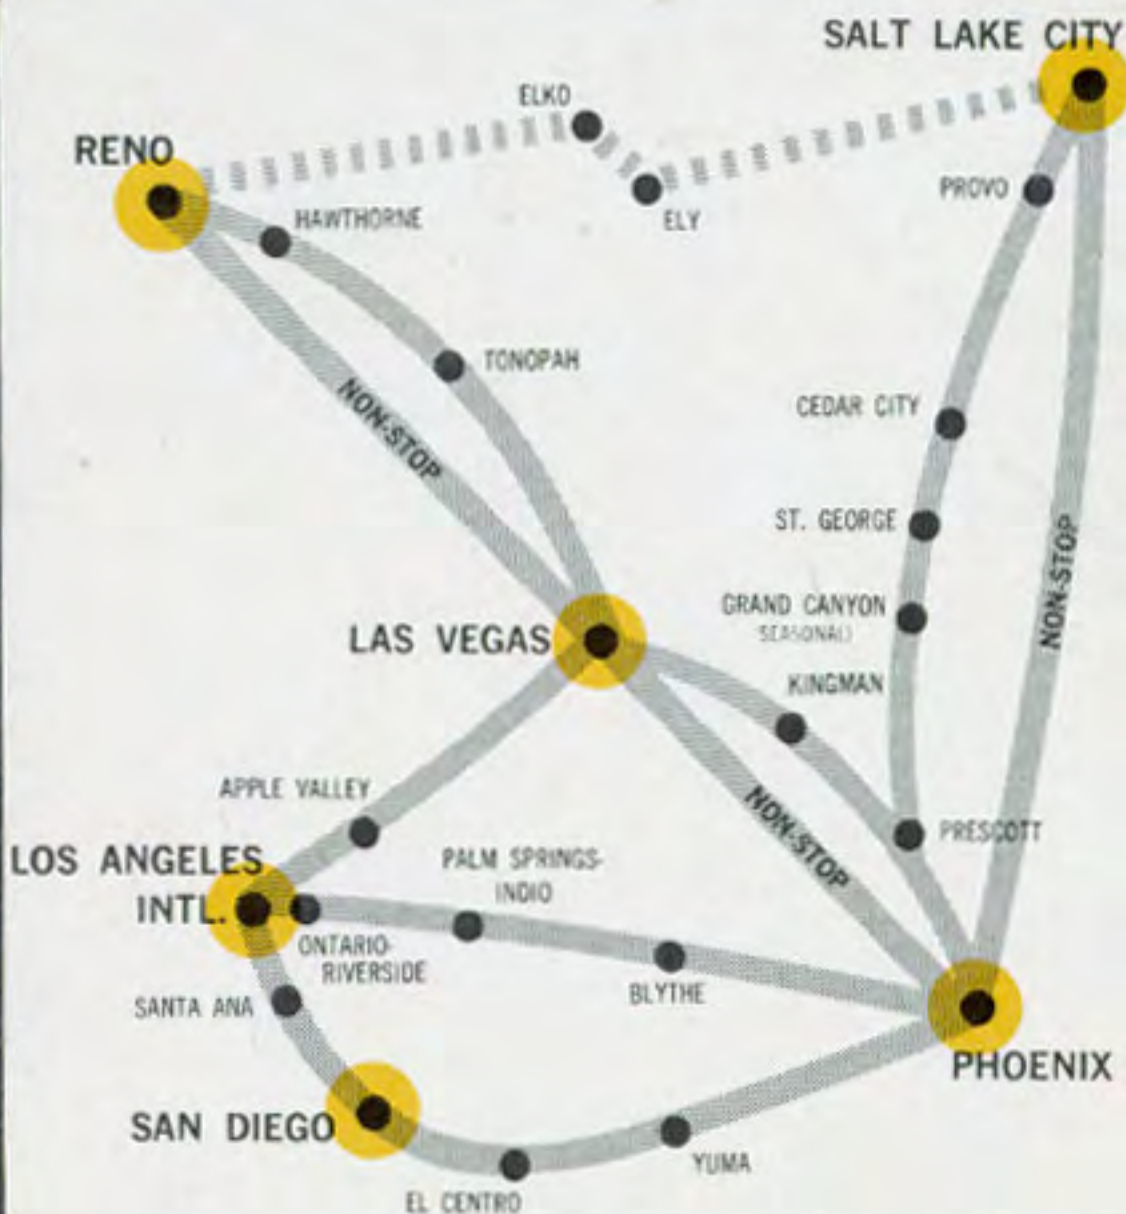 SALT LAKE CITY
ELKO
RENO
PROVO
HAWTHORNE
ELY
TONOPAH
NON-STOP
CEDAR CITY
ST. GEORGE
NON-STOP
GRAND CANYON
SEASONAL)
LAS VEGAS
KINGMAN
APPLE VALLEY
NON-STOP
PRESCOTT
LOS ANGELES
INTL.
PALM SPRINGS-
INDIO
ONTARIO-
RIVERSIDE
BLYTHE
SANTA ANA
PHOENIX
SAN DIEGO
YUMA
EL CENTRO